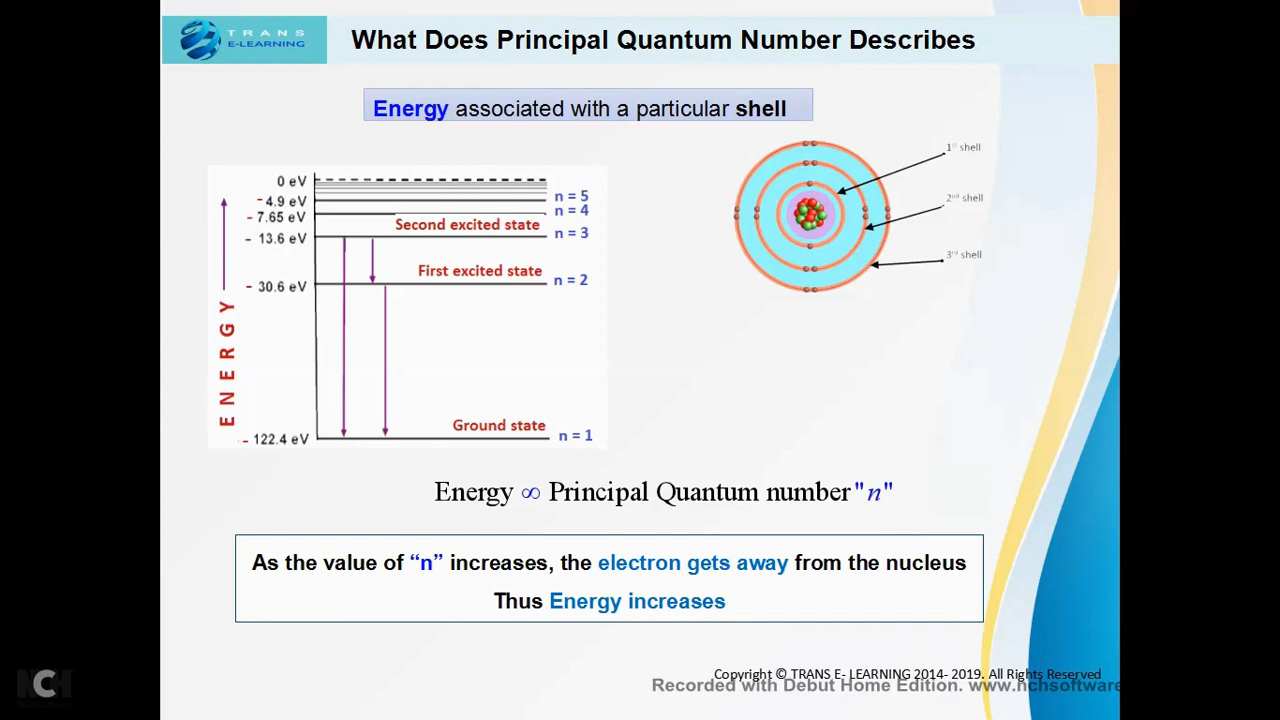 TRANS
E-LEARNING
What Does Principal Quantum Number Describes
Energy associated with a particular shell
0 eV
- 4.9 eV
n = 5
- 7.65 eV
n = 4
Second excited state
- 13.6 eV
n = 3
First excited state
- 30.6 eV
n = 2
ENERGY
Ground state
- 122.4 eV
n = 1
1st shell
2nd shell
3rd shell
Energy ∞ Principal Quantum number "n"
As the value of “n” increases, the electron gets away from the nucleus
Thus Energy increases
Copyright © TRANS E- LEARNING 2014- 2019. All Rights Reserved
Recorded with Debut Home Edition. www.nchsoftware
NCH